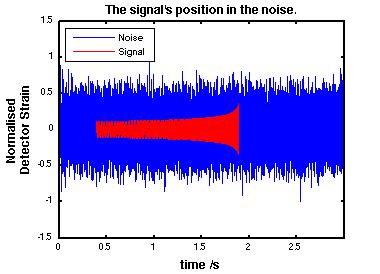 The signal's position in the noise.
Noise
Signal
Normalised
Detector Strain
1.5
1
0.5
0
-0.5
-1
-1.5
0
0.5
1
1.5
2
2.5
time /s